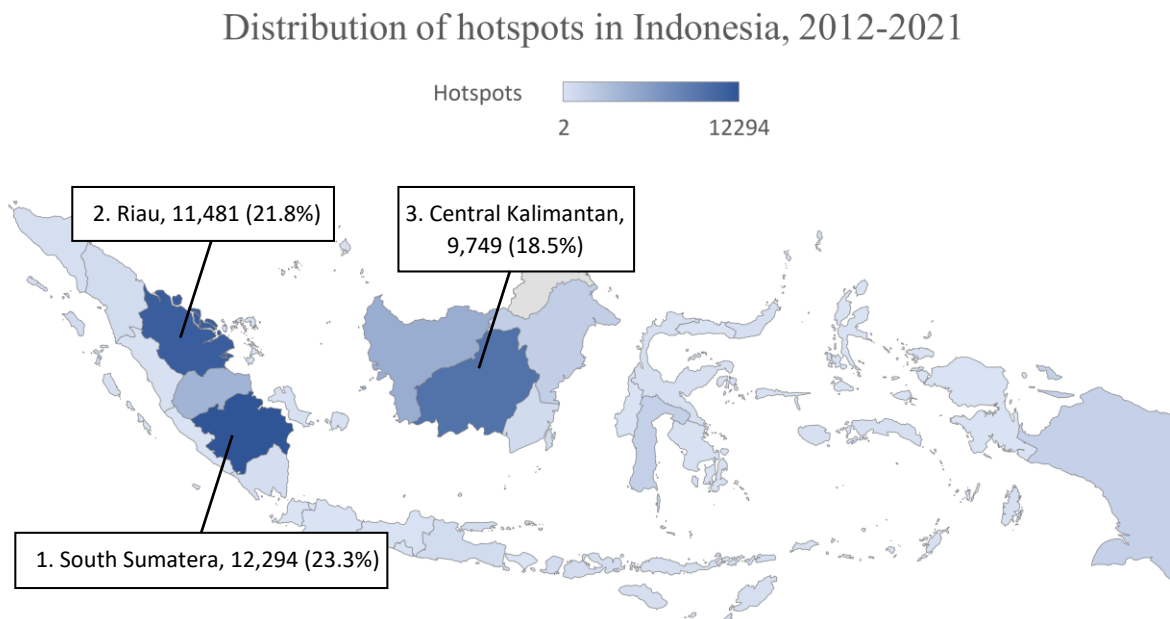 Distribution of hotspots in Indonesia, 2012-2021
Hotspots
2
12294
2. Riau, 11,481 (21.8%)
3. Central Kalimantan,
9,749 (18.5%)
1. South Sumatera, 12,294 (23.3%)